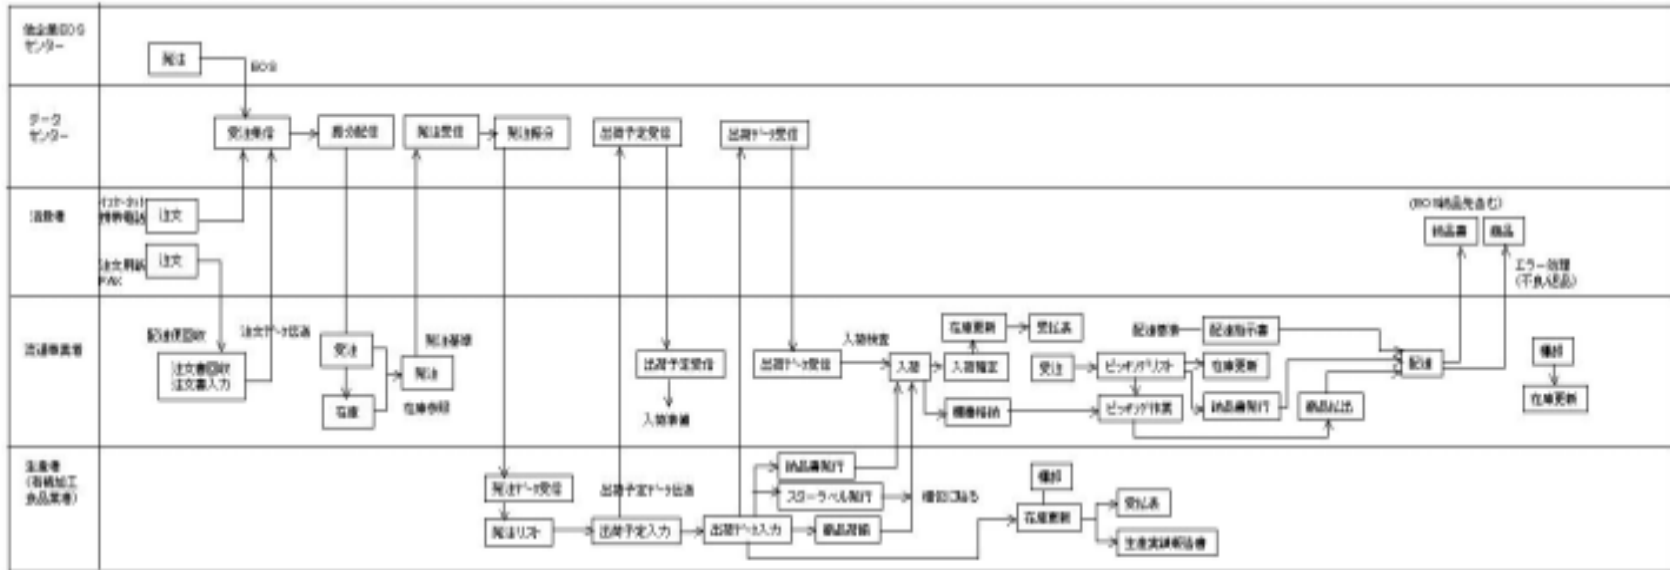 他企業EOS
センター
発注
EOS
データ
センター
受注集信
振分配信
発注受信
発注振分
出荷予定受信
出荷データ受信
消費者
インターネット
携帯電話
注文
注文用紙
FAX
注文
(EOS納品先含む)
納品書
商品
エラー処理
(不良/返品)
流通事業者
配達便回収
注文データ伝送
注文書回収
注文書入力
受注
在庫
発注基準
発注
在庫参照
出荷予定受信
入荷準備
出荷データ受信
入荷検査
入荷
在庫更新
受払表
入荷確定
棚番格納
受注
ピッキングリスト
ピッキング作業
配達基準
配達指示書
在庫更新
納品書発行
商品払出
配達
棚卸
在庫更新
生産者
(有機加工
食品業者)
発注データ受信
発注リスト
出荷予定データ伝送
出荷予定入力
出荷データ入力
納品書発行
スターラベル発行
梱包に貼る
商品荷揃
棚卸
在庫更新
受払表
生産実績報告書